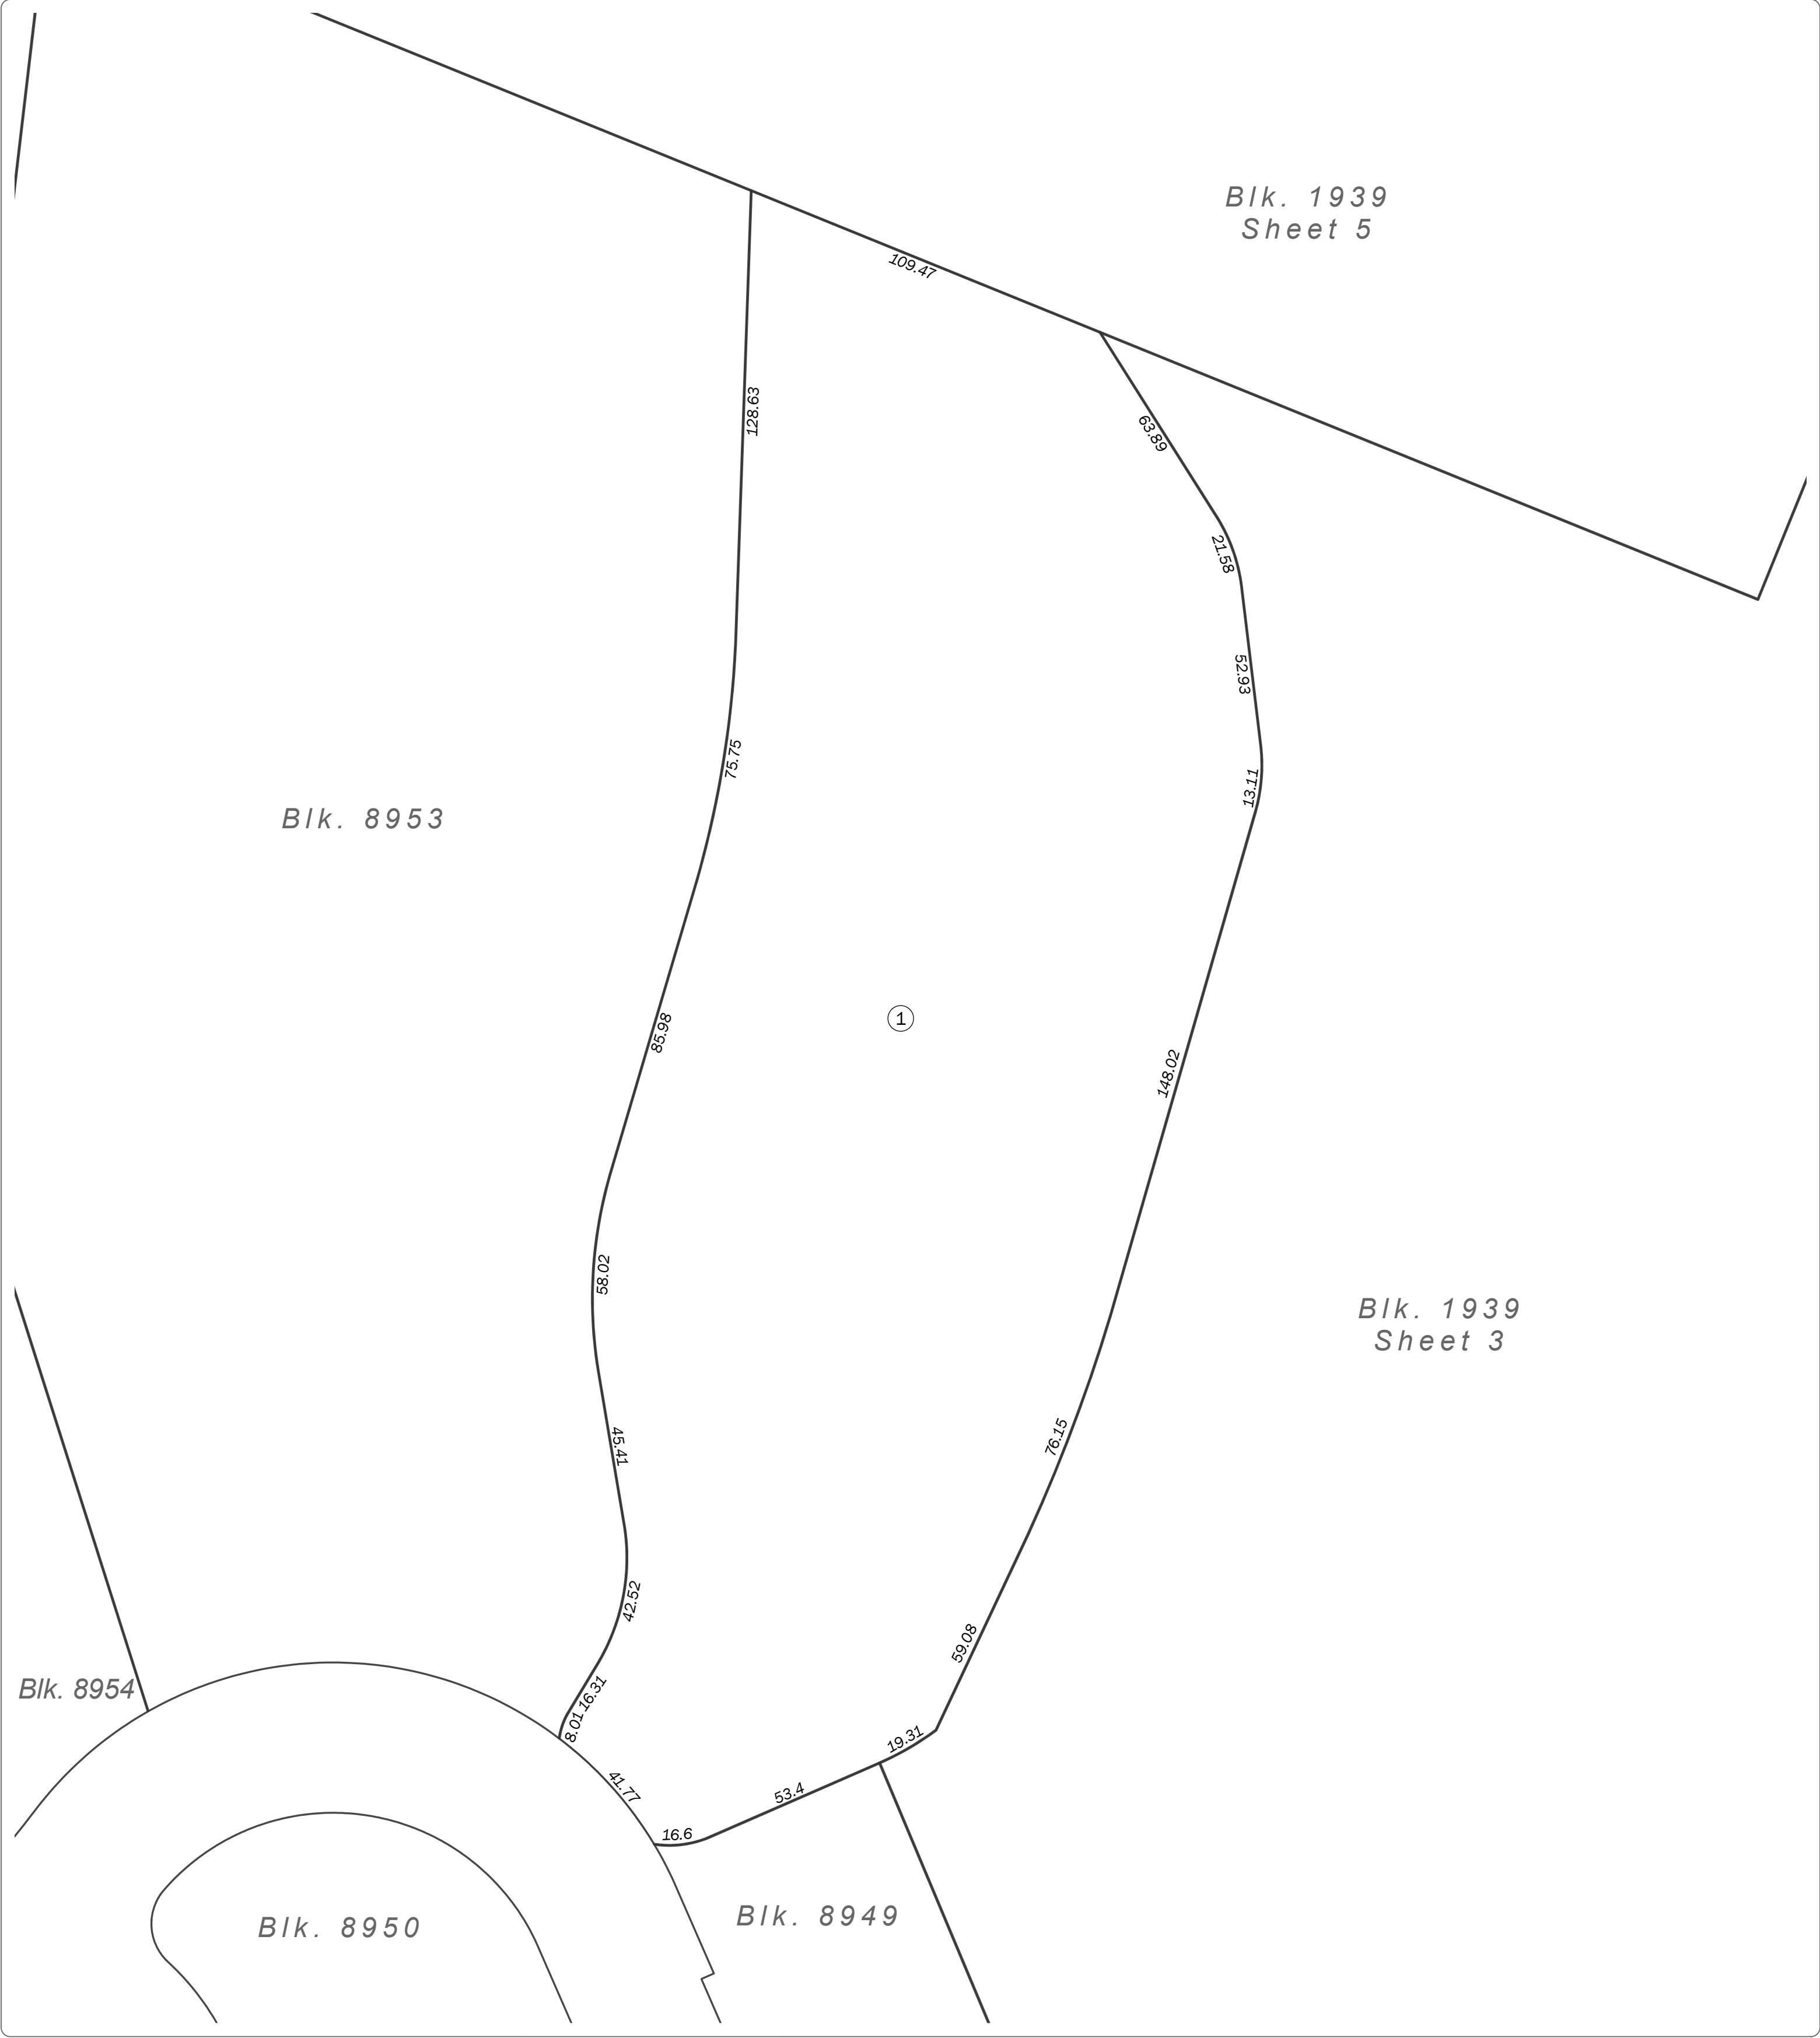 Blk. 1939
Sheet 5
109.47
128.63
63.89
21.58
52.93
75.75
13.11
Blk. 8953
1
85.98
148.02
58.02
Blk. 1939
Sheet 3
76.15
45.41
42.52
59.08
16.31
8.01
Blk. 8954
19.31
41.77
53.4
16.6
Blk. 8949
Blk. 8950